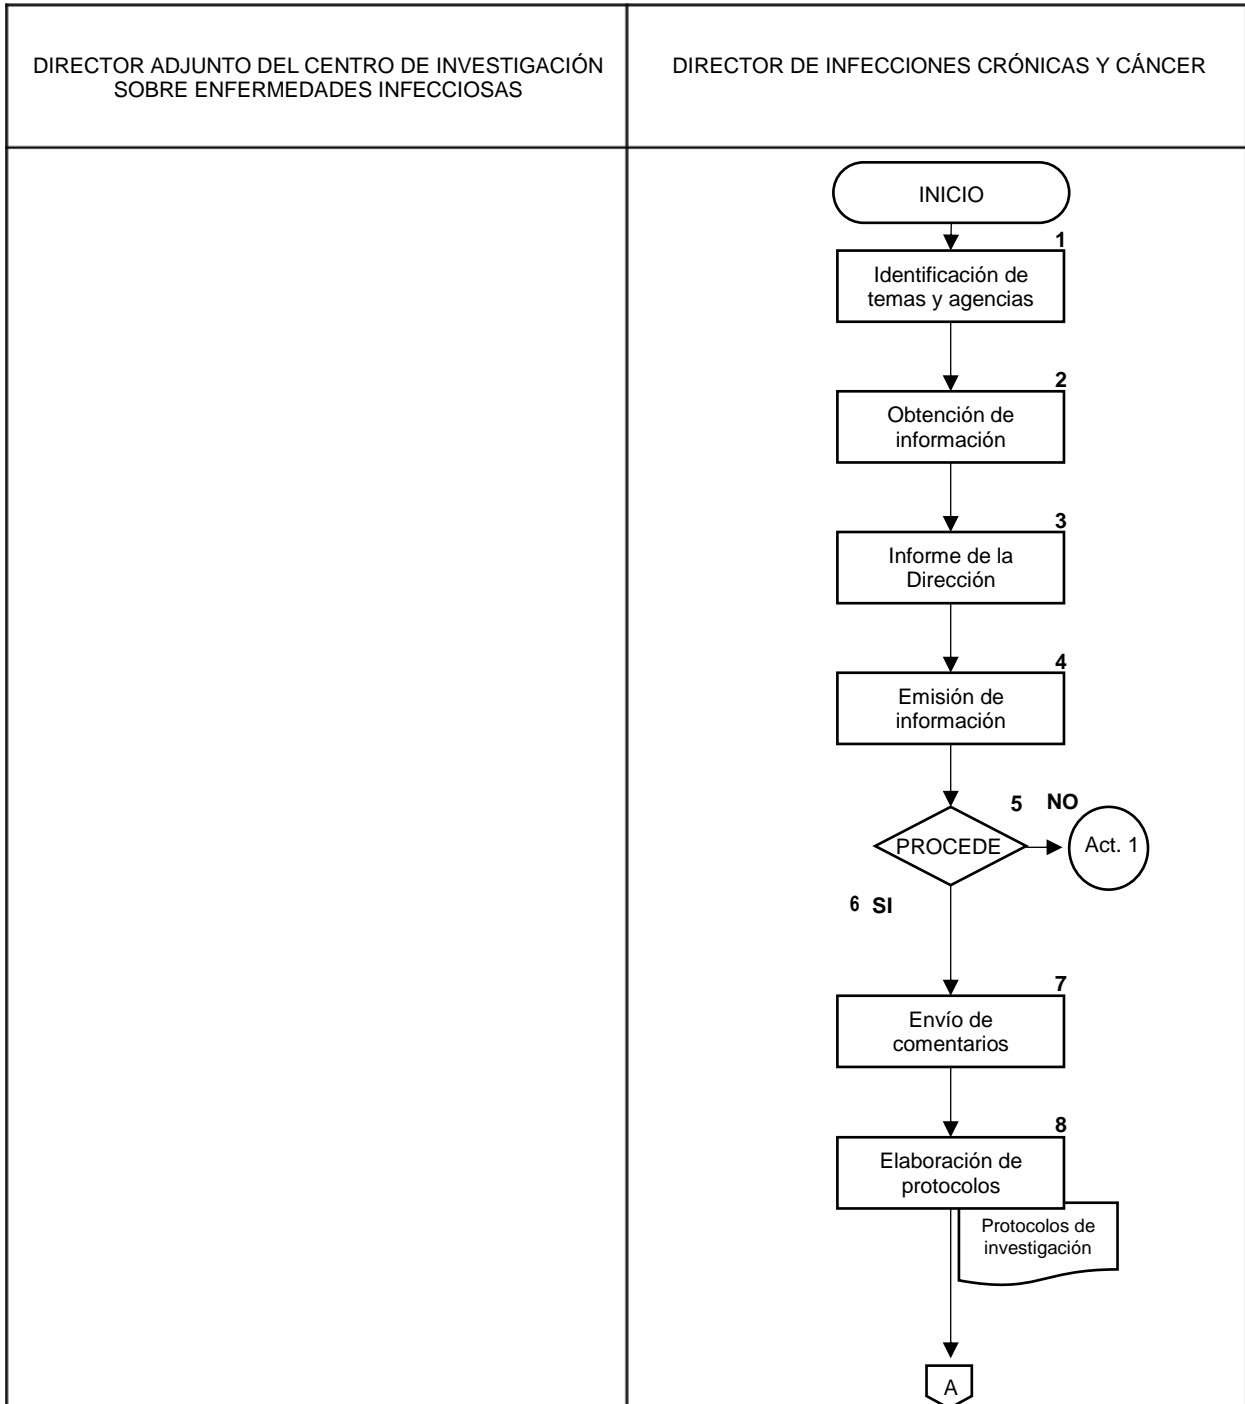 DIRECTOR ADJUNTO DEL CENTRO DE INVESTIGACIÓN
SOBRE ENFERMEDADES INFECCIOSAS
DIRECTOR DE INFECCIONES CRÓNICAS Y CÁNCER
INICIO
1
Identificación de
temas y agencias
2
Obtención de
información
3
Informe de la
Dirección
4
Emisión de
información
5 NO
PROCEDE
Act. 1
6 SI
7
Envío de
comentarios
8
Elaboración de
protocolos
Protocolos de
investigación
A